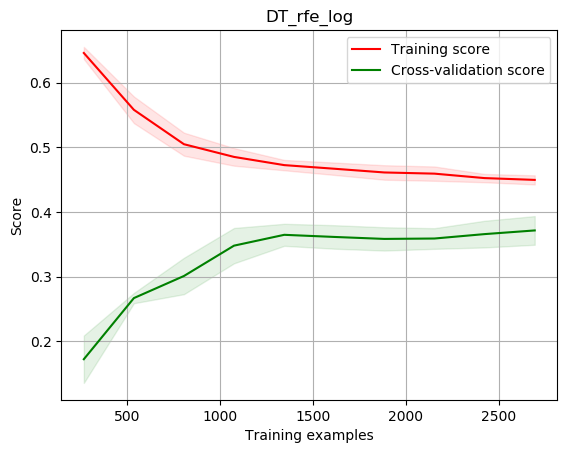 DT_rfe_log
Training score
Cross-validation score
0.6
0.5
0.4
0.3
0.2
Score
500
1000
1500
2000
2500
Training examples